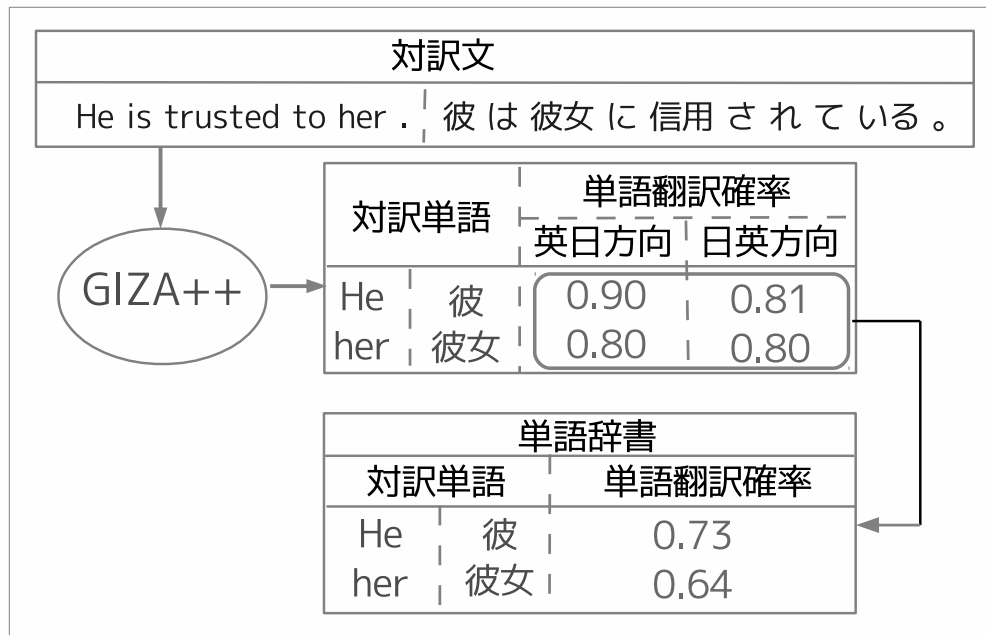 対訳文
He is trusted to her . 彼 は 彼女 に 信用 さ れ て いる 。
GIZA++
対訳単語 単語翻訳確率
英日方向 日英方向
He 彼 0.90 0.81
her 彼女 0.80 0.80
単語辞書
対訳単語 単語翻訳確率
He 彼 0.73
her 彼女 0.64